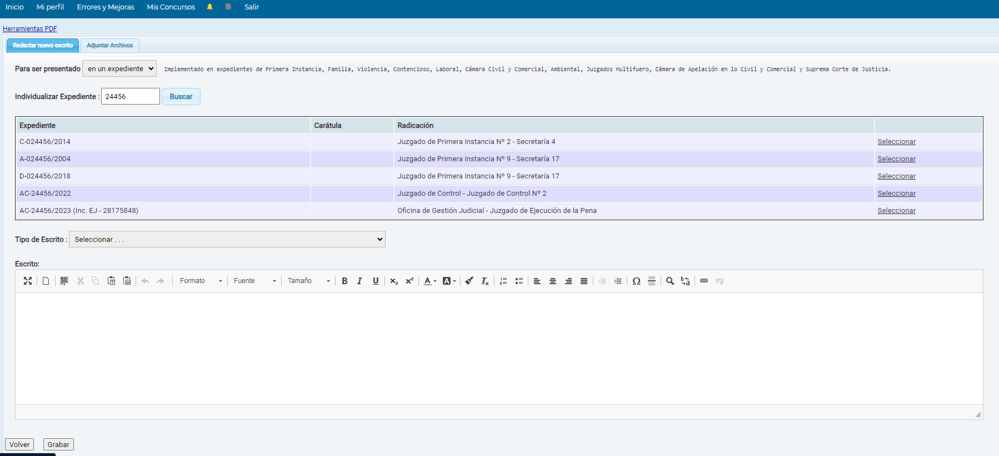 Inicio Mi perfil Errores y Mejoras Mis Concursos Salir
Herramientas PDF
Redactar nuevo escrito Adjuntar Archivos
Para ser presentado en un expediente Implementado en expedientes de Primera Instancia, Familia, Violencia, Contencioso, Laboral, Cámara Civil y Comercial, Ambiental, Juzgados Multifuero, Cámara de Apelación en lo Civil y Comercial y Suprema Corte de Justicia.
Individualizar Expediente : 24456 Buscar
Expediente Carátula Radicación
C-024456/2014 Juzgado de Primera Instancia Nº 2 - Secretaría 4 Seleccionar
A-024456/2004 Juzgado de Primera Instancia Nº 9 - Secretaría 17 Seleccionar
D-024456/2018 Juzgado de Primera Instancia Nº 9 - Secretaría 17 Seleccionar
AC-24456/2022 Juzgado de Control - Juzgado de Control Nº 2 Seleccionar
AC-24456/2023 (Inc. EJ - 28175848) Oficina de Gestión Judicial - Juzgado de Ejecución de la Pena Seleccionar
Tipo de Escrito : Seleccionar . . .
Escrito:
Formato Fuente Tamaño B I U
Volver Grabar